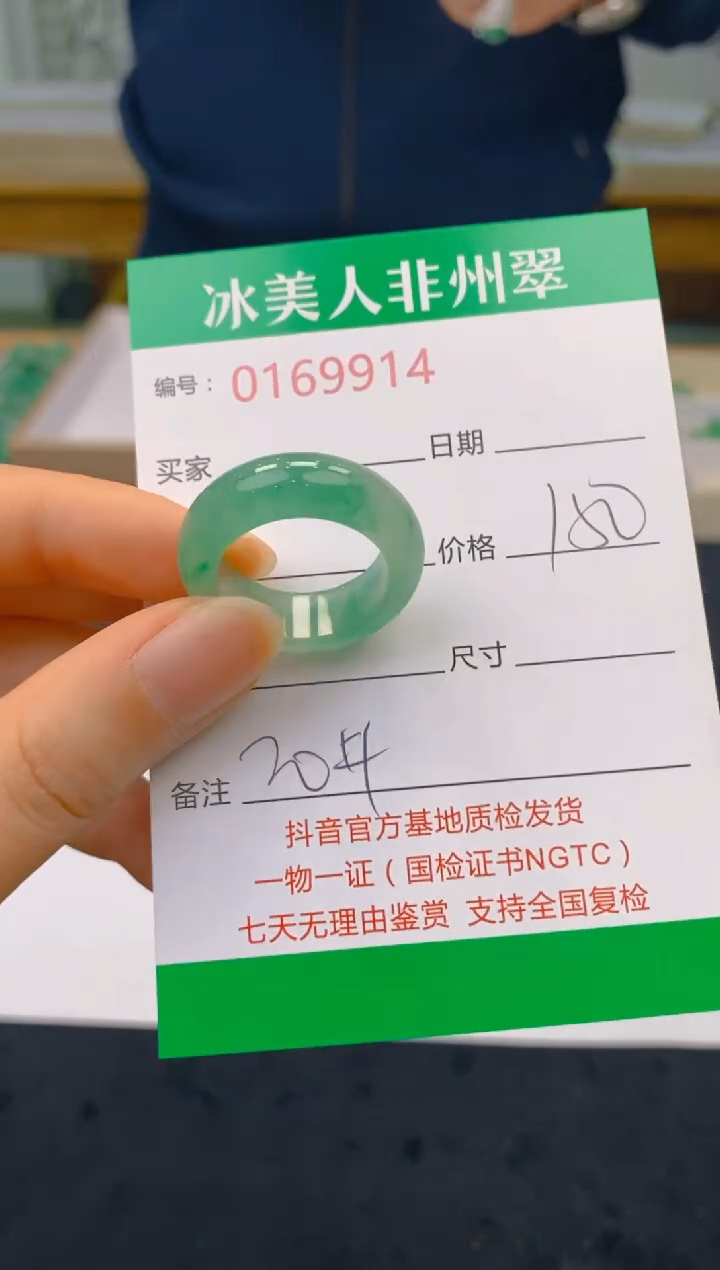 冰美人非州翠
编号： 0169914
买家 日期
价格 180
尺寸
备注 20#
抖音官方基地质检发货
一物一证（国检证书NGTC）
七天无理由鉴赏 支持全国复检